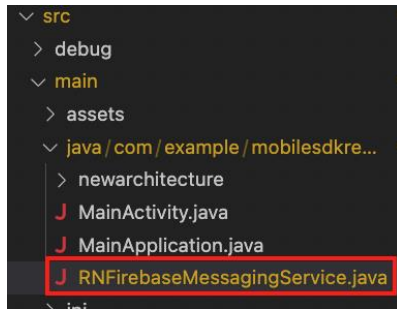 src
debug
main
assets
java/com/example/mobilesdkre...
newarchitecture
J MainActivity.java
J MainApplication.java
J RNFirebaseMessagingService.java